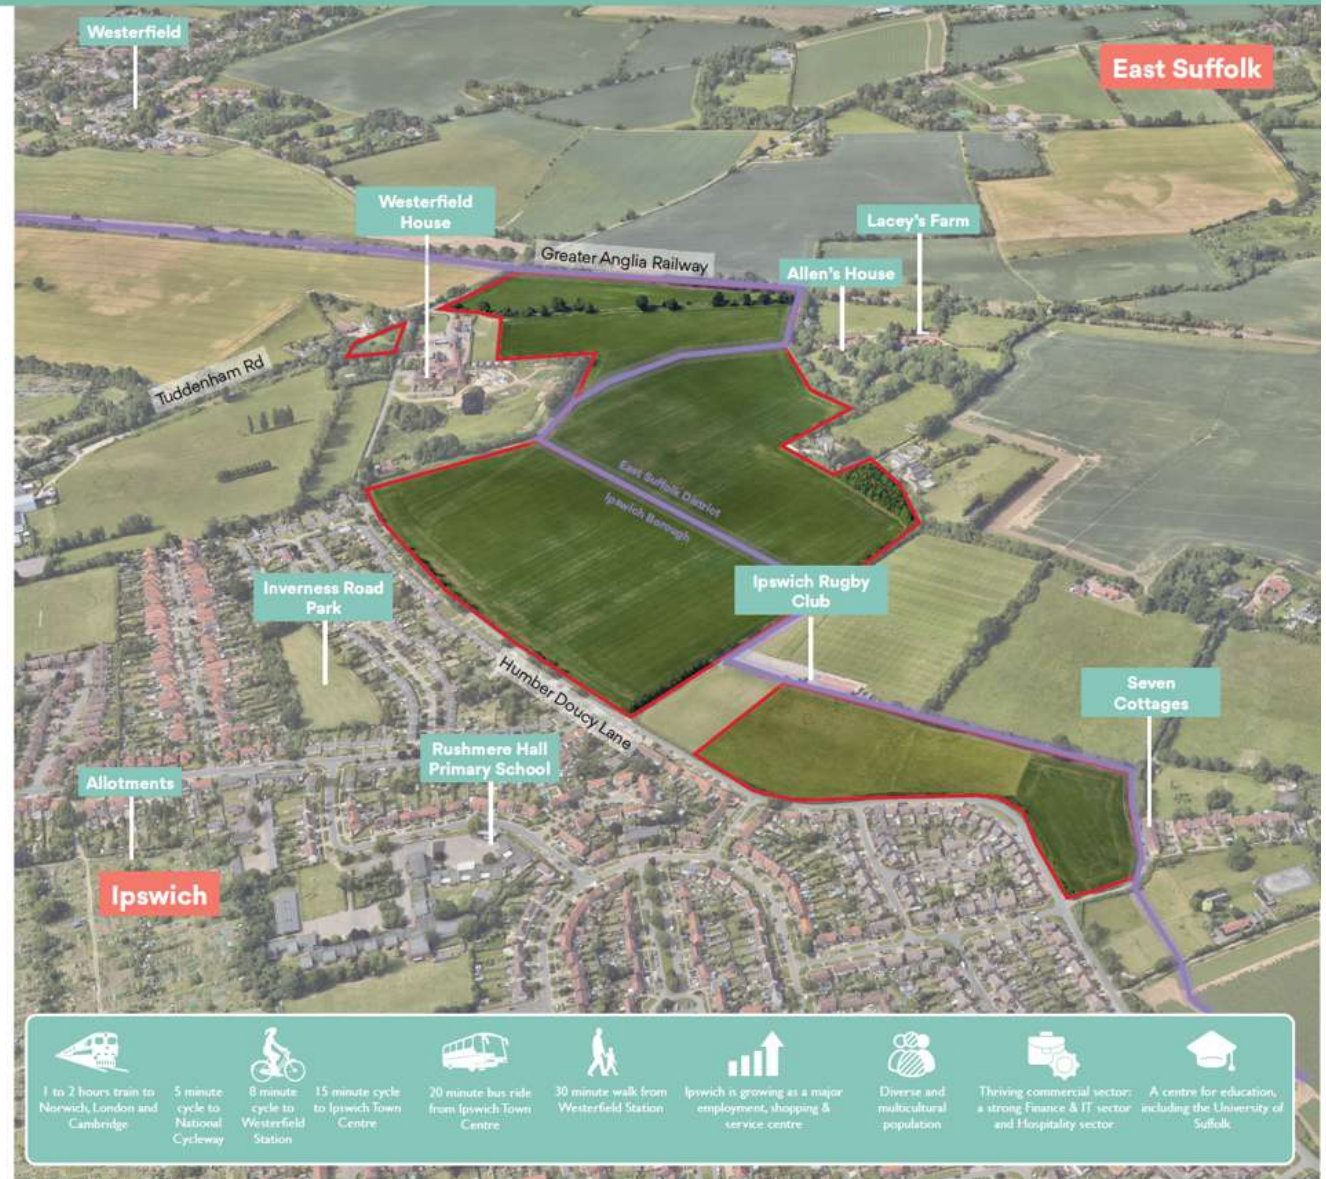 Westerfield
East Suffolk
Westerfield
House
Lacey's Farm
Greater Anglia Railway
Allen's House
Tuddenham Rd
East Suffolk District
Ipswich Borough
Inverness Road
Park
Ipswich Rugby
Club
Humber Doucy Lane
Seven
Cottages
Rushmere Hall
Primary School
Allotments
Ipswich
1 to 2 hours train to
Norwich, London and
Cambridge
5 minute
cycle to
National
Cycleway
8 minute
cycle to
Westerfield
Station
15 minute cycle
to Ipswich Town
Centre
20 minute bus ride
from Ipswich Town
Centre
30 minute walk from
Westerfield Station
Ipswich is growing as a major
employment, shopping &
service centre
Diverse and
multicultural
population
Thriving commercial sector:
a strong Finance & IT sector
and Hospitality sector
A centre for education,
including the University of
Suffolk